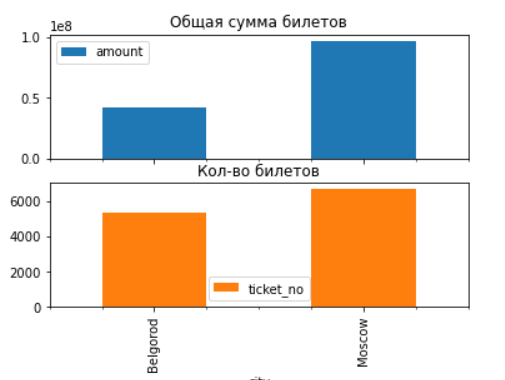 Общая сумма билетов
1e8
1.0
amount
0.5
0.0
Кол-во билетов
6000
4000
2000
ticket_no
0
Belgorod
Moscow